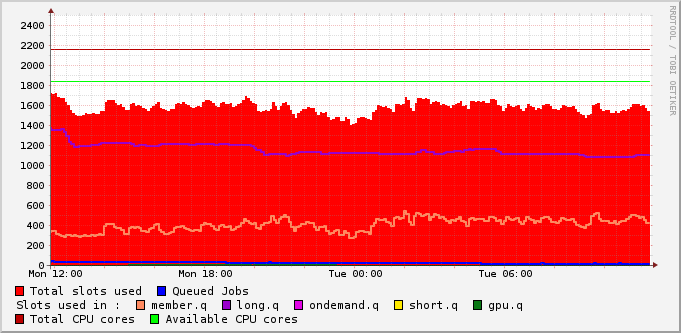 RRDTOOL / TOBI OETIKER
2400
2200
2000
1800
1600
1400
1200
1000
800
600
400
200
0
Mon 12:00 Mon 18:00 Tue 00:00 Tue 06:00
Total slots used Queued Jobs
Slots used in : member.q long.q ondemand.q short.q gpu.q
Total CPU cores Available CPU cores